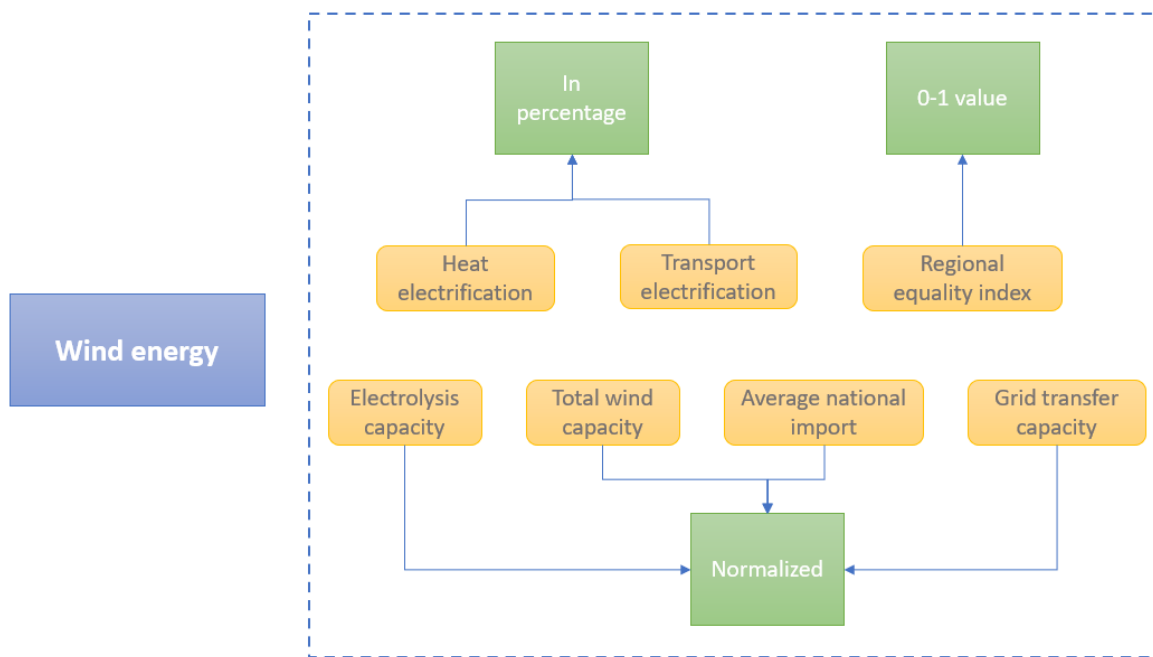 In
percentage
0-1 value
Heat
electrification
Transport
electrification
Regional
equality index
Wind energy
Electrolysis
capacity
Total wind
capacity
Average national
import
Grid transfer
capacity
Normalized